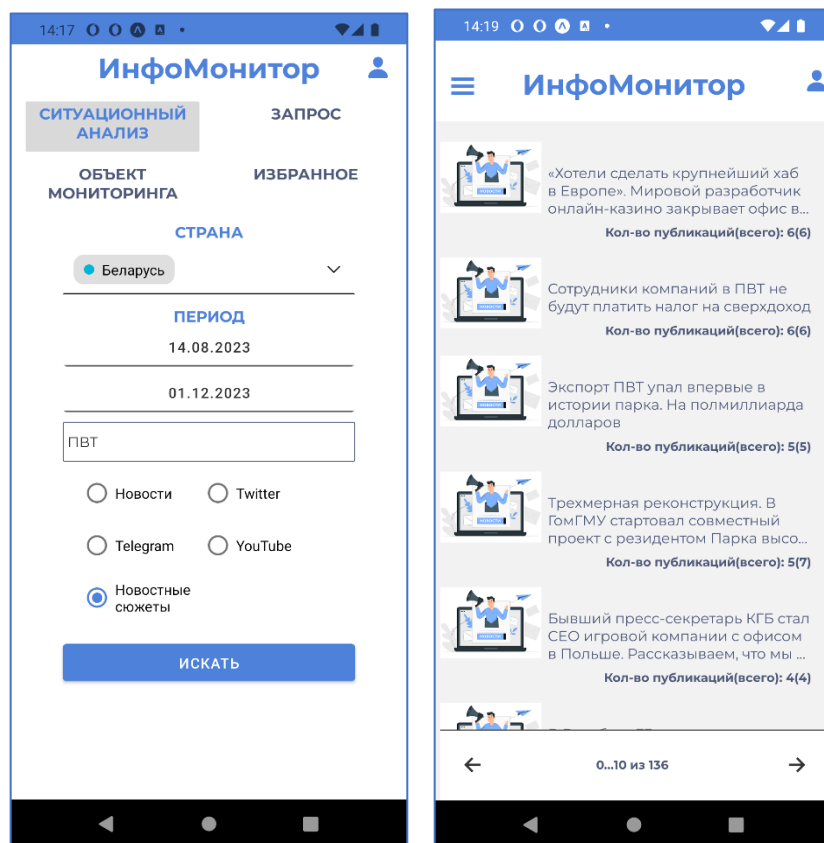 14:17
ИнфоМонитор
СИТУАЦИОННЫЙ
АНАЛИЗ
ЗАПРОС
ОБЪЕКТ
МОНИТОРИНГА
ИЗБРАННОЕ
СТРАНА
Беларусь
ПЕРИОД
14.08.2023
01.12.2023
ПВТ
Новости
Twitter
Telegram
YouTube
Новостные
сюжеты
ИСКАТЬ
14:19
ИнфоМонитор
«Хотели сделать крупнейший хаб
в Европе». Мировой разработчик
онлайн-казино закрывает офис в...
Кол-во публикаций(всего): 6(6)
Сотрудники компаний в ПВТ не
будут платить налог на сверхдоход
Кол-во публикаций(всего): 6(6)
Экспорт ПВТ упал впервые в
истории парка. На полмиллиарда
долларов
Кол-во публикаций(всего): 5(5)
Трехмерная реконструкция. В
ГомГМУ стартовал совместный
проект с резидентом Парка высо...
Кол-во публикаций(всего): 5(7)
Бывший пресс-секретарь КГБ стал
CEO игровой компании с офисом
в Польше. Рассказываем, что мы ...
Кол-во публикаций(всего): 4(4)
0...10 из 136